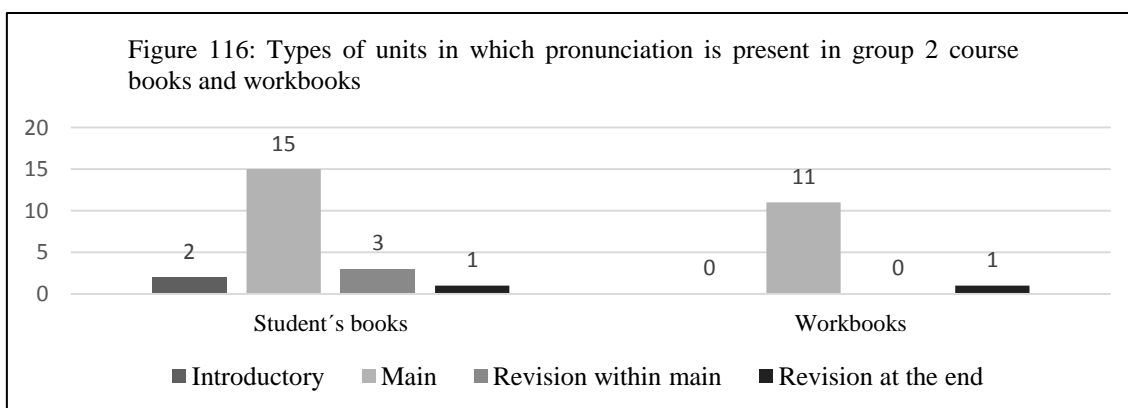 Figure 116: Types of units in which pronunciation is present in group 2 course
books and workbooks
20
15
10
5
0
2
15
3
1
0
11
0
1
Student´s books
Workbooks
Introductory
Main
Revision within main
Revision at the end